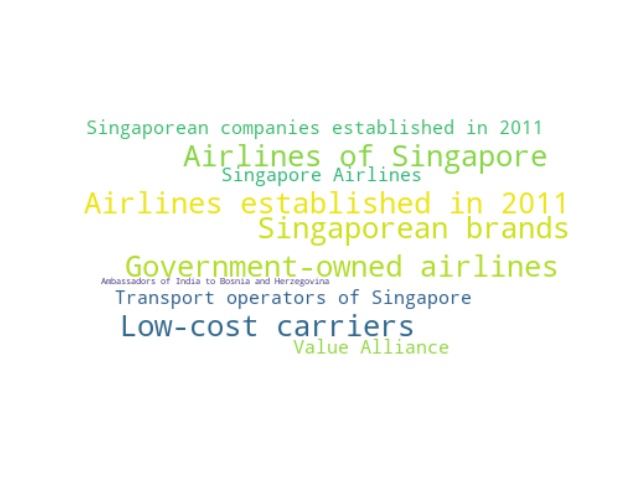 Singaporean companies established in 2011
Airlines of Singapore
Singapore Airlines
Airlines established in 2011
Singaporean brands
Government-owned airlines
Ambassadors of India to Bosnia and Herzegovina
Transport operators of Singapore
Low-cost carriers
Value Alliance